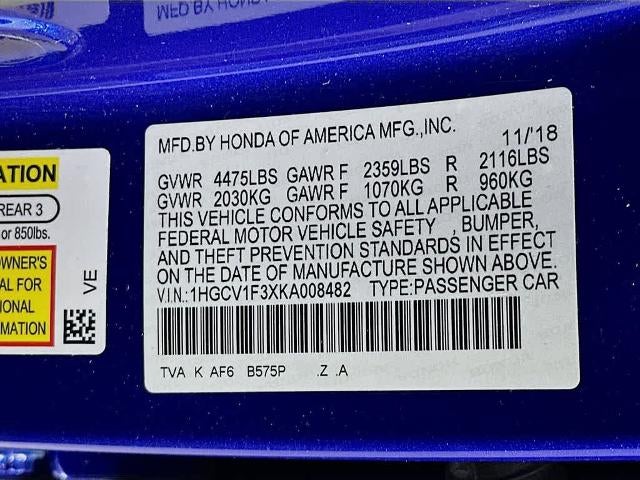 MFD.BY HONDA OF AMERICA MFG.,INC. 11/'18
GVWR 4475LBS GAWR F 2359LBS R 2116LBS
GVWR 2030KG GAWR F 1070KG R 960KG
THIS VEHICLE CONFORMS TO ALL APPLICABLE
FEDERAL MOTOR VEHICLE SAFETY , BUMPER,
AND THEFT PREVENTION STANDARDS IN EFFECT
ON THE DATE OF MANUFACTURE SHOWN ABOVE.
V.I.N.:1HGCV1F3XKA008482 TYPE:PASSENGER CAR
TVA K AF6 B575P .Z .A
ATION
REAR 3
or 850lbs.
OWNER'S
AL FOR
IONAL
MATION
VE